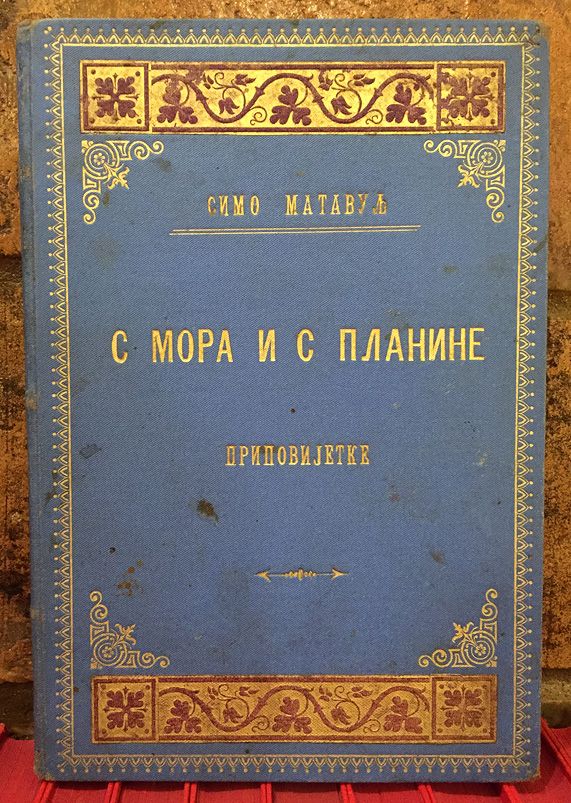 СИМО МАТАВУЉ
С МОРА И С ПЛАНИНЕ
ПРИПОВИЈЕТКЕ